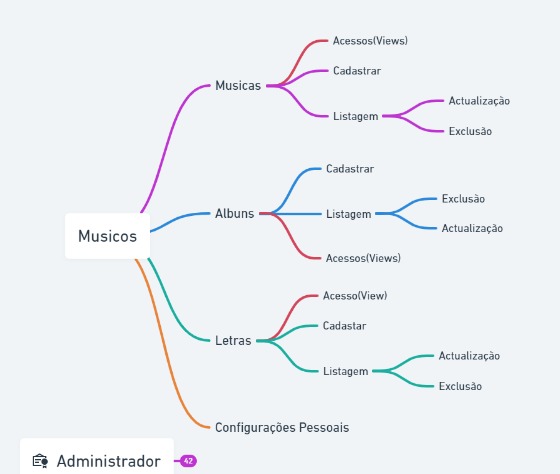 Musicos
Musicas
Acessos(Views)
Cadastrar
Listagem
Actualização
Exclusão
Albuns
Cadastrar
Listagem
Exclusão
Actualização
Acessos(Views)
Letras
Acesso(View)
Cadastar
Listagem
Actualização
Exclusão
Configurações Pessoais
Administrador
42